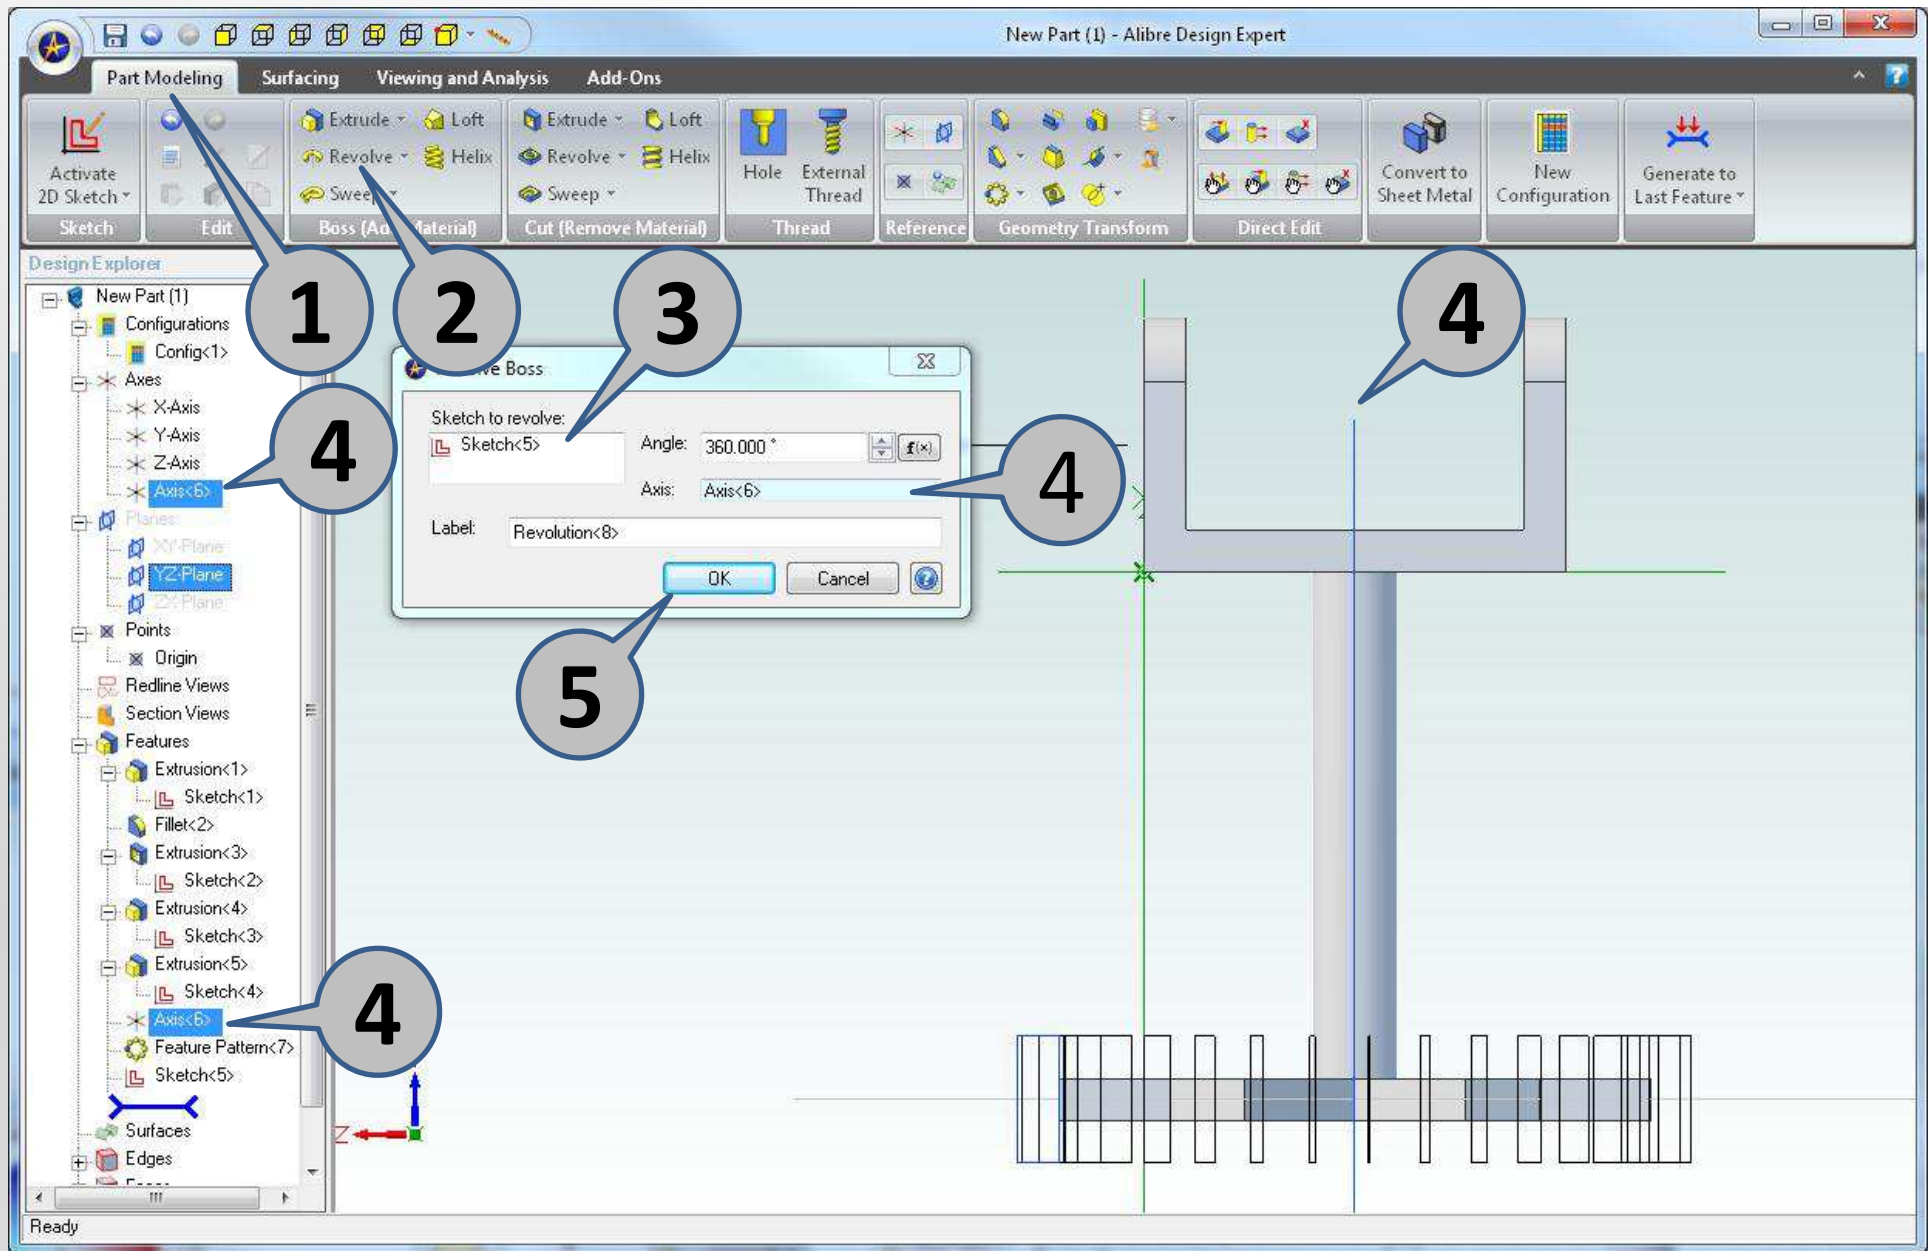 New Part (1) - Alibre Design Expert
Part Modeling Surfacing Viewing and Analysis Add-Ons
Activate
2D Sketch
Sketch
Edit
Extrude Loft
Revolve Helix
Sweep
Boss (Ad Material)
Extrude Loft
Revolve Helix
Sweep
Cut (Remove Material)
Hole
External
Thread
Thread
Reference
Geometry Transform
Direct Edit
Convert to
Sheet Metal
New
Configuration
Generate to
Last Feature
Design Explorer
New Part (1)
Configurations
Config<1>
Axes
X-Axis
Y-Axis
Z-Axis
Axis<6>
Planes
XY-Plane
YZ-Plane
ZX-Plane
Points
Origin
Redline Views
Section Views
Features
Extrusion<1>
Sketch<1>
Fillet<2>
Extrusion<3>
Sketch<2>
Extrusion<4>
Sketch<3>
Extrusion<5>
Sketch<4>
Axis<6>
Feature Pattern<7>
Sketch<5>
Surfaces
Edges
Ready
1
2
3
4
4
4
4
5
Boss
Sketch to revolve:
Sketch<5>
Angle: 360.000 °
f(x)
Axis: Axis<6>
Label: Revolution<8>
OK Cancel
Z